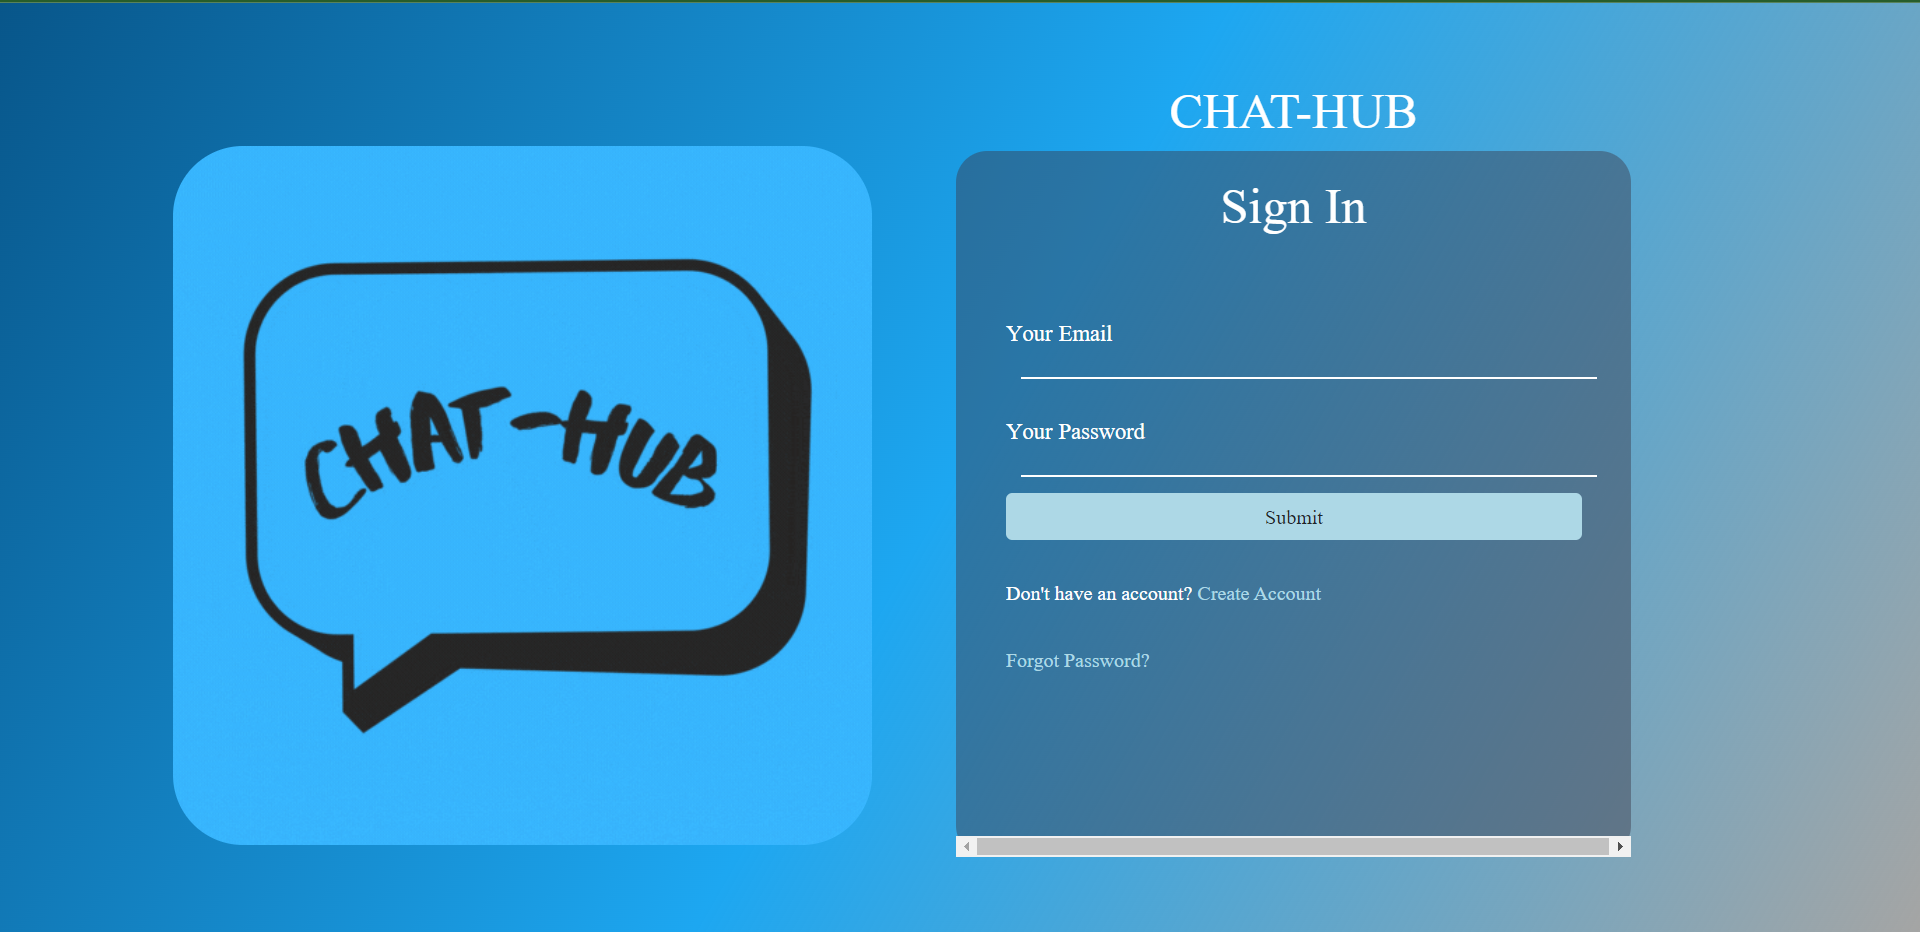 CHAT-HUB
CHAT-HUB
Sign In
Your Email
Your Password
Submit
Don't have an account? Create Account
Forgot Password?